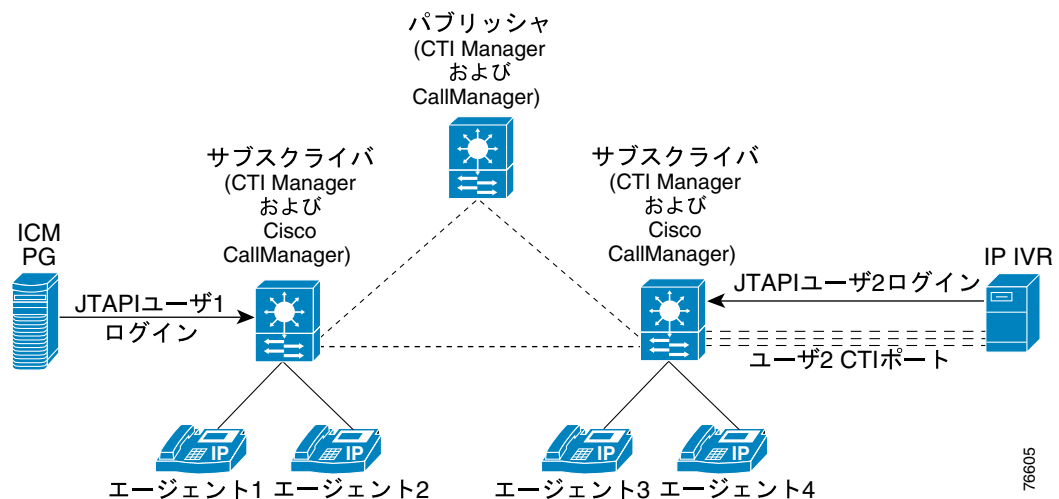 パブリッシャ
(CTI Manager
および
CallManager)
サブスクライバ
(CTI Manager
および
Cisco
CallManager)
サブスクライバ
(CTI Manager
および
Cisco
CallManager)
ICM
PG
IP IVR
JTAPIユーザ1
ログイン
JTAPIユーザ2ログイン
ユーザ2 CTIポート
IP
IP
IP
IP
エージェント1
エージェント2
エージェント3
エージェント4
76605